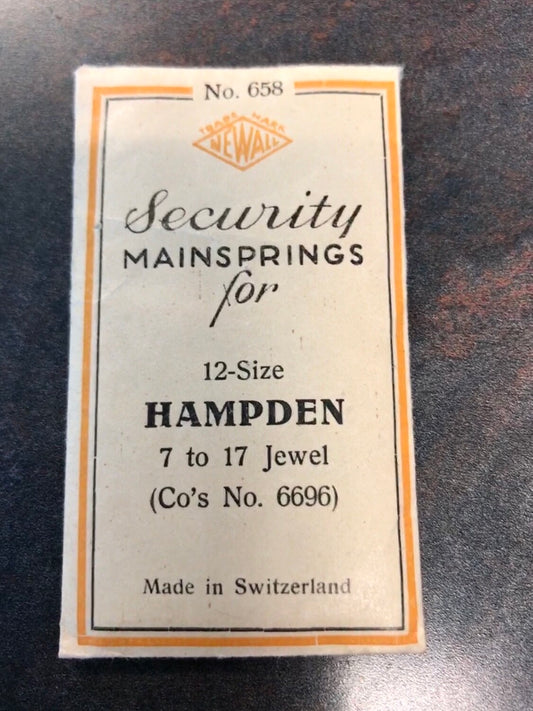 No. 658
TRADE MARK
NEWALL
Security
MAINSPRINGS
for
12-Size
HAMPDEN
7 to 17 Jewel
(Co's No. 6696)
Made in Switzerland